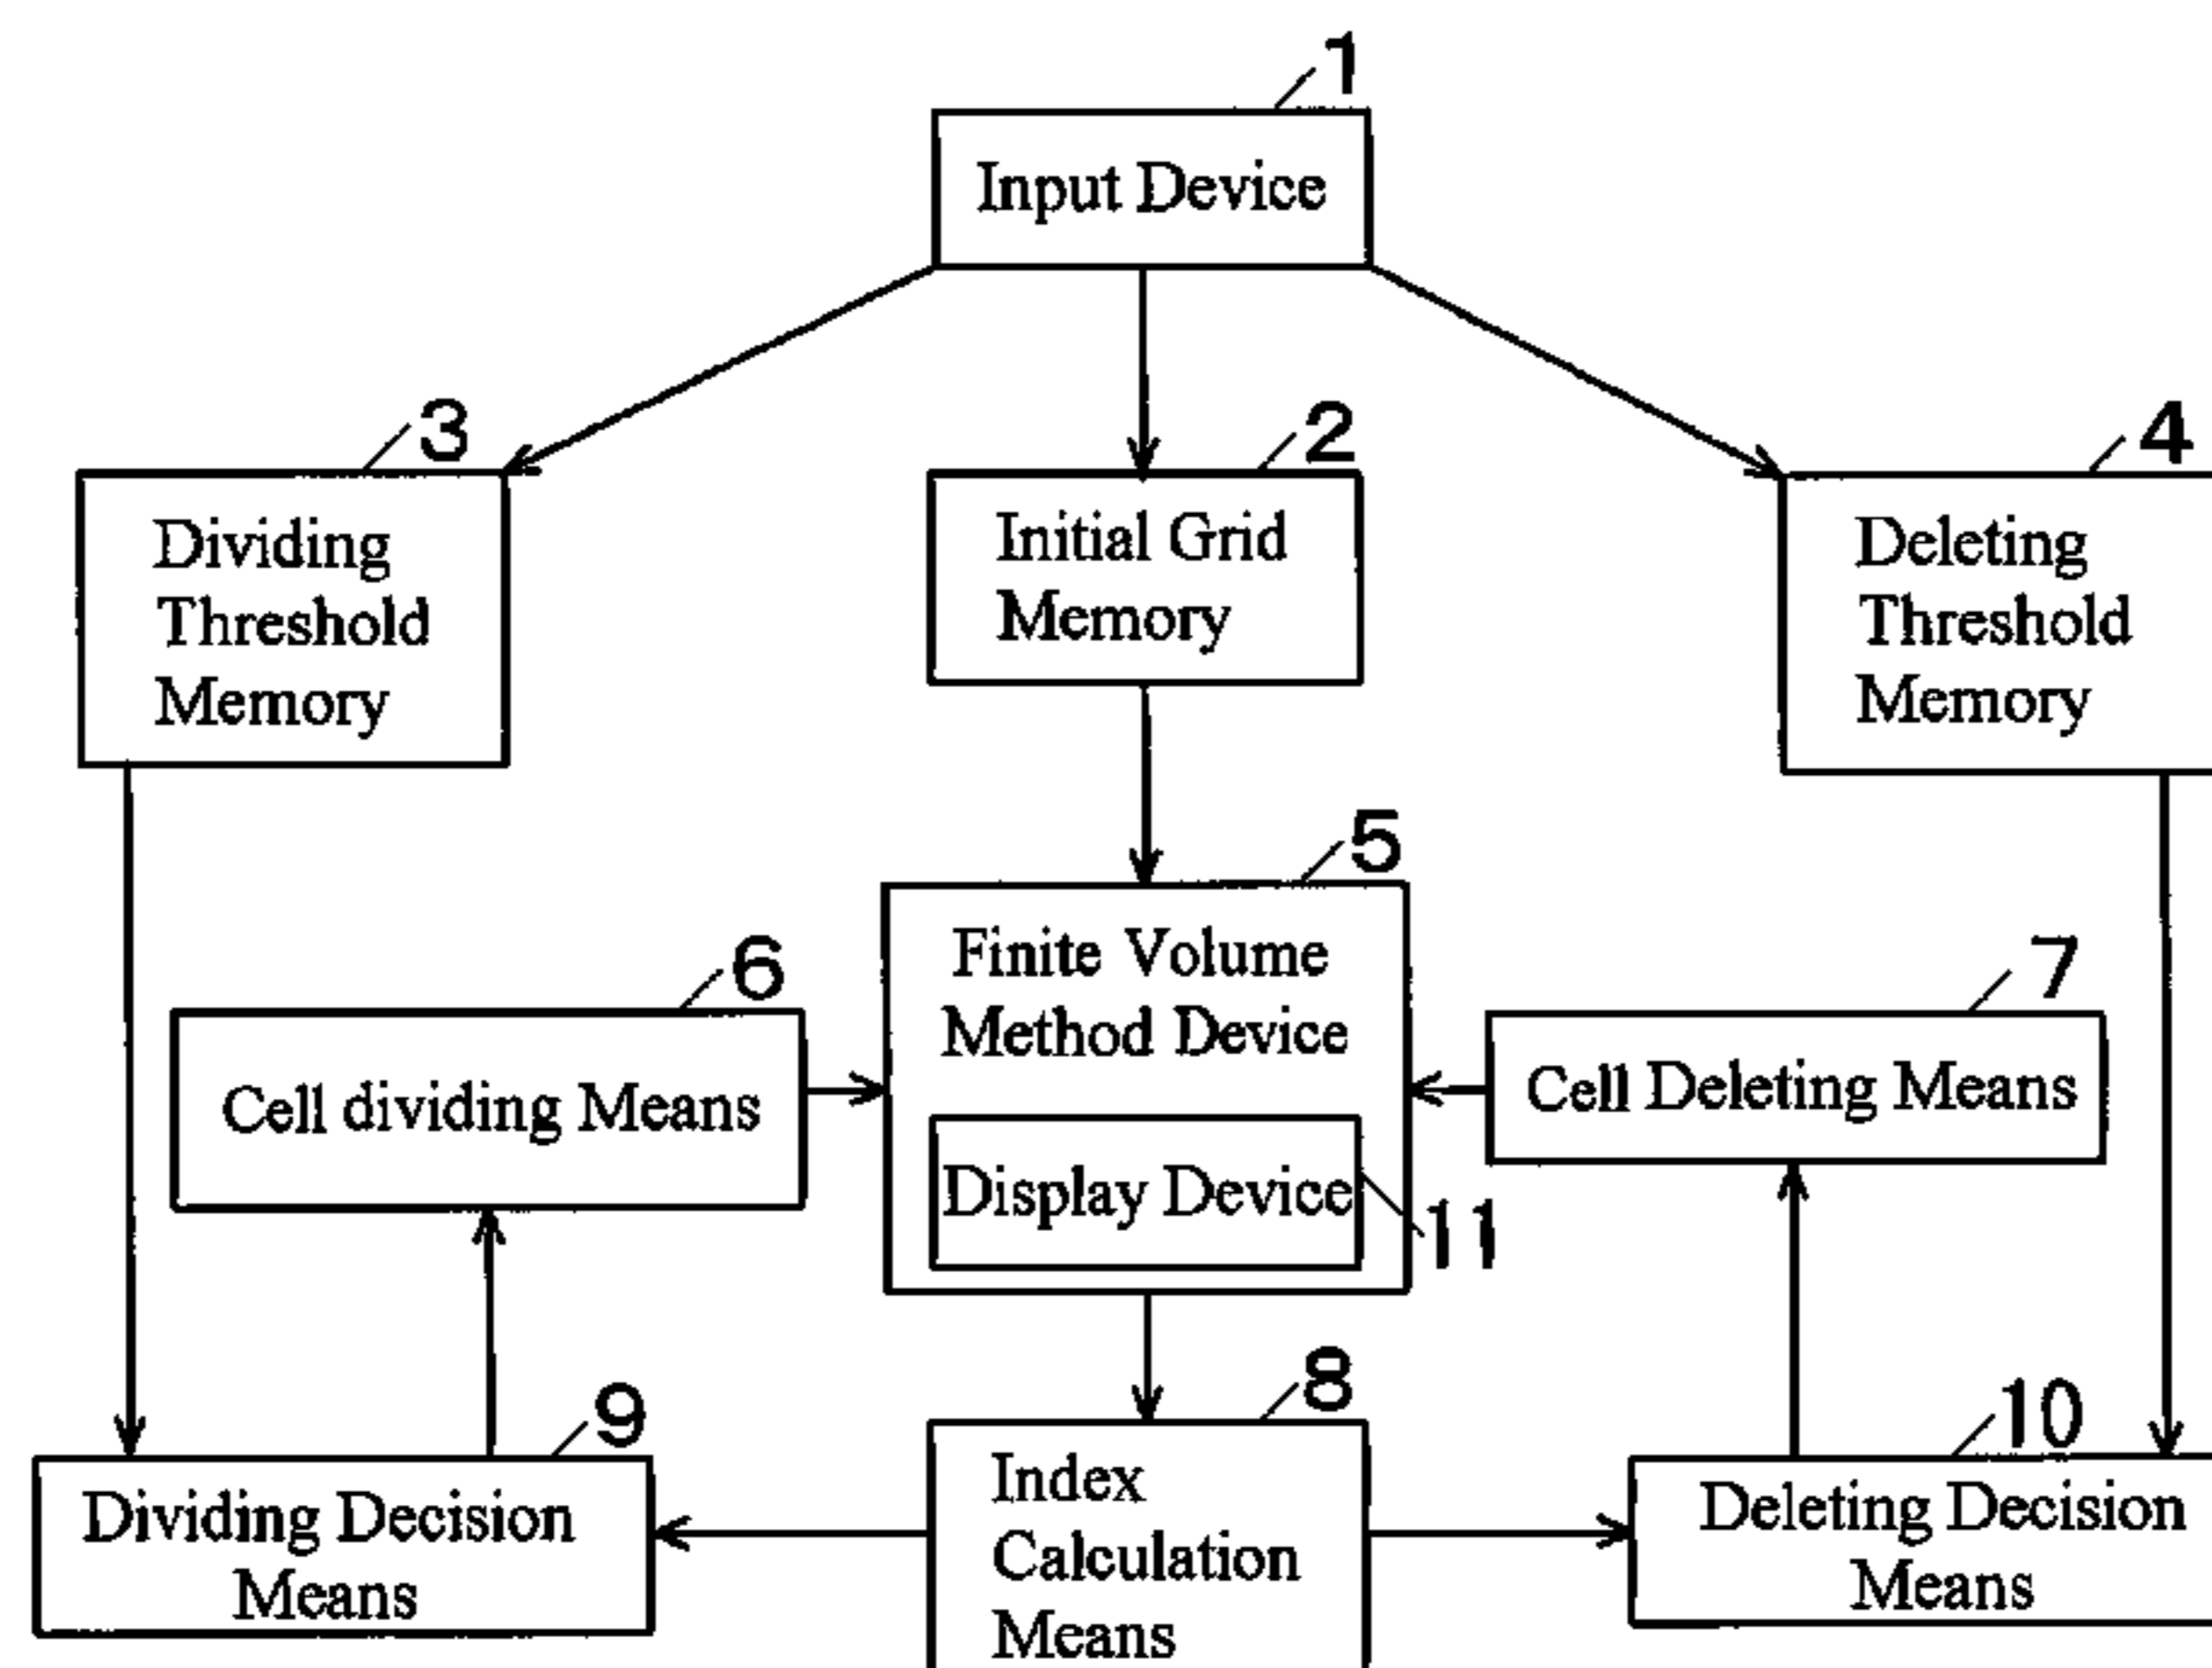 1
Input Device
3
2
4
Dividing
Threshold
Memory
Initial Grid
Memory
Deleting
Threshold
Memory
5
Finite Volume
Method Device
6
Cell dividing Means
7
Cell Deleting Means
Display Device
11
8
Index
Calculation
Means
9
Dividing Decision
Means
10
Deleting Decision
Means